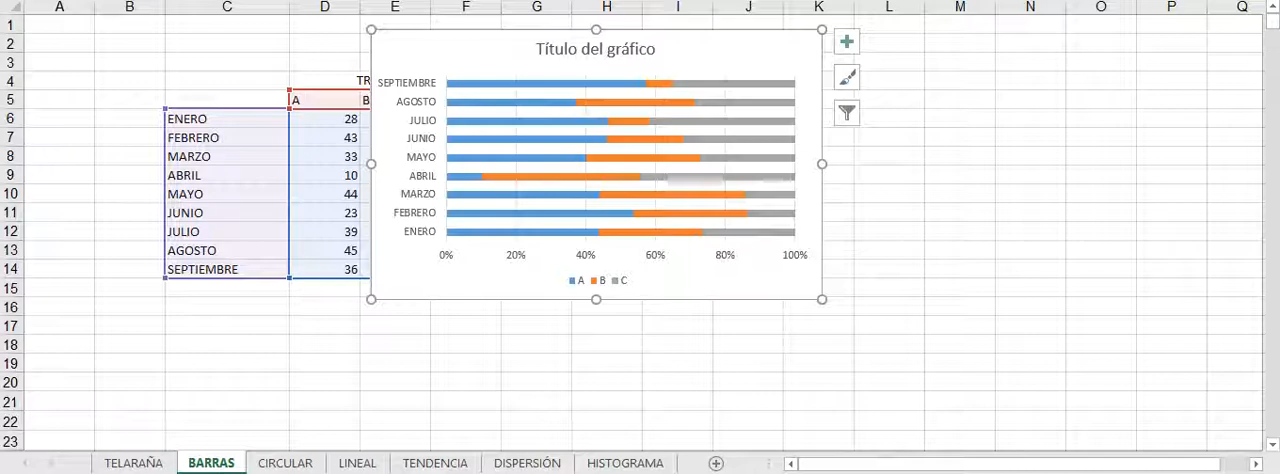 A B C D E F G H I J K L M N O P Q
1
2
3
4 TR
5 A B
6 ENERO 28
7 FEBRERO 43
8 MARZO 33
9 ABRIL 10
10 MAYO 44
11 JUNIO 23
12 JULIO 39
13 AGOSTO 45
14 SEPTIEMBRE 36
15
16
17
18
19
20
21
22
23
Título del gráfico
SEPTIEMBRE
AGOSTO
JULIO
JUNIO
MAYO
ABRIL
MARZO
FEBRERO
ENERO
0% 20% 40% 60% 80% 100%
A B C
TELARAÑA BARRAS CIRCULAR LINEAL TENDENCIA DISPERSIÓN HISTOGRAMA